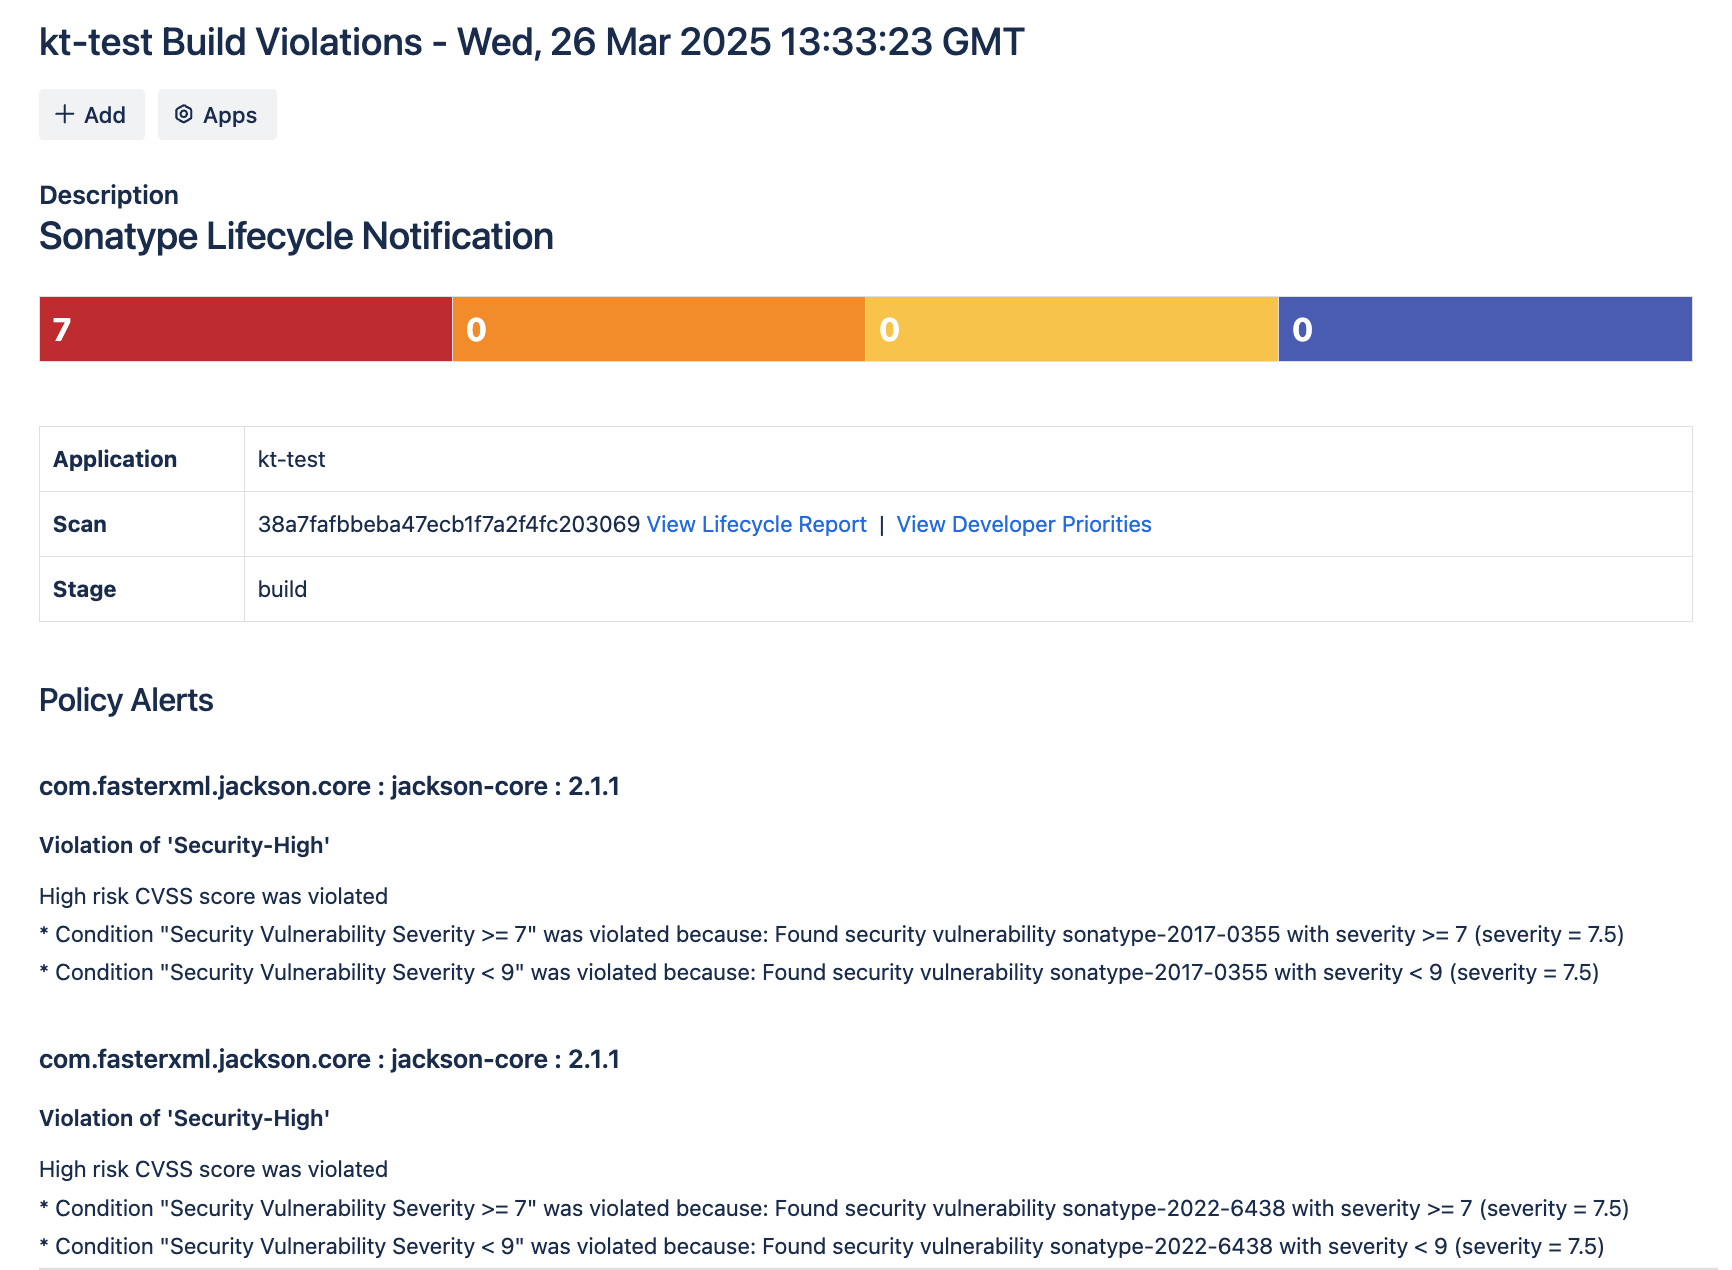 kt-test Build Violations - Wed, 26 Mar 2025 13:33:23 GMT
Add
Apps
Description
Sonatype Lifecycle Notification
7
0
0
0
Application
kt-test
Scan
38a7fafbbeba47ecb1f7a2f4fc203069 View Lifecycle Report | View Developer Priorities
Stage
build
Policy Alerts
com.fasterxml.jackson.core : jackson-core : 2.1.1
Violation of 'Security-High'
High risk CVSS score was violated
* Condition "Security Vulnerability Severity >= 7" was violated because: Found security vulnerability sonatype-2017-0355 with severity >= 7 (severity = 7.5)
* Condition "Security Vulnerability Severity < 9" was violated because: Found security vulnerability sonatype-2017-0355 with severity < 9 (severity = 7.5)
com.fasterxml.jackson.core : jackson-core : 2.1.1
Violation of 'Security-High'
High risk CVSS score was violated
* Condition "Security Vulnerability Severity >= 7" was violated because: Found security vulnerability sonatype-2022-6438 with severity >= 7 (severity = 7.5)
* Condition "Security Vulnerability Severity < 9" was violated because: Found security vulnerability sonatype-2022-6438 with severity < 9 (severity = 7.5)